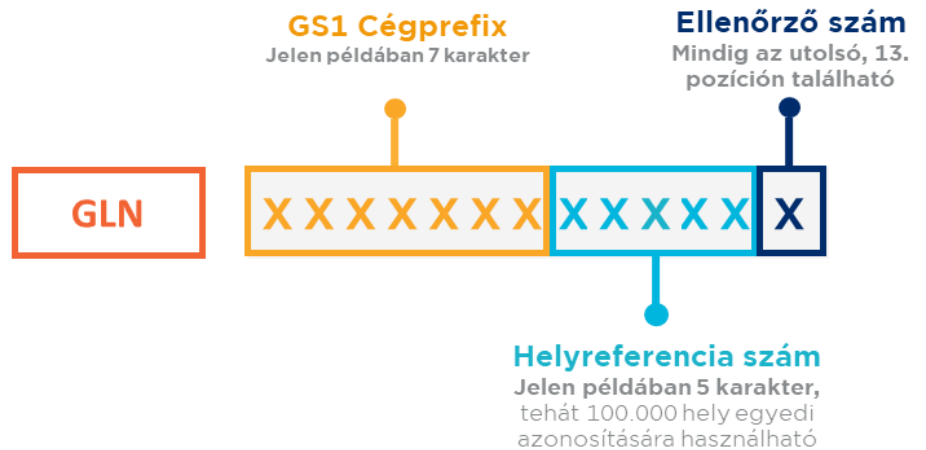 GS1 Cégprefix
Jelen példában 7 karakter
Ellenőrző szám
Mindig az utolsó, 13.
pozíción található
GLN
X X X X X X X X X X X X X
Helyreferencia szám
Jelen példában 5 karakter,
tehát 100.000 hely egyedi
azonosítására használható